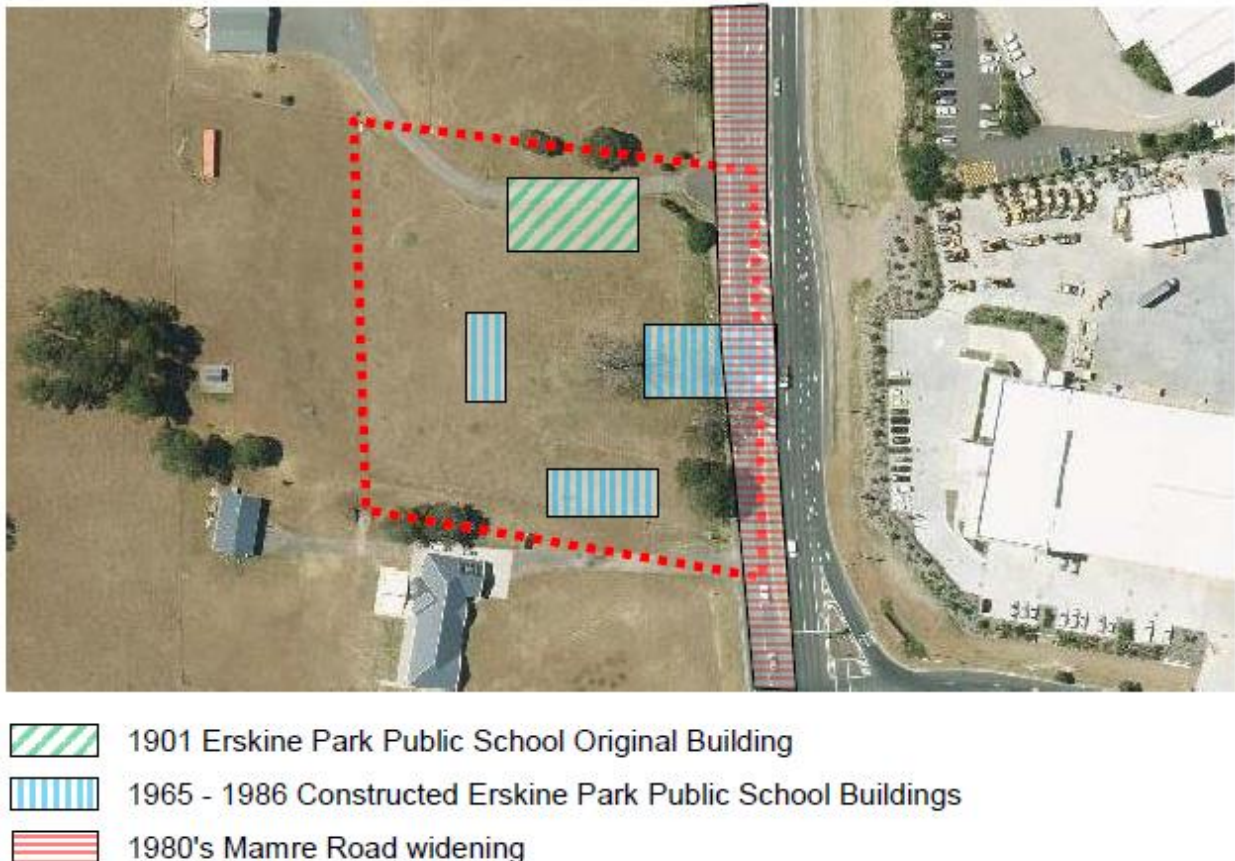 1901 Erskine Park Public School Original Building
1965 - 1986 Constructed Erskine Park Public School Buildings
1980's Mamre Road widening